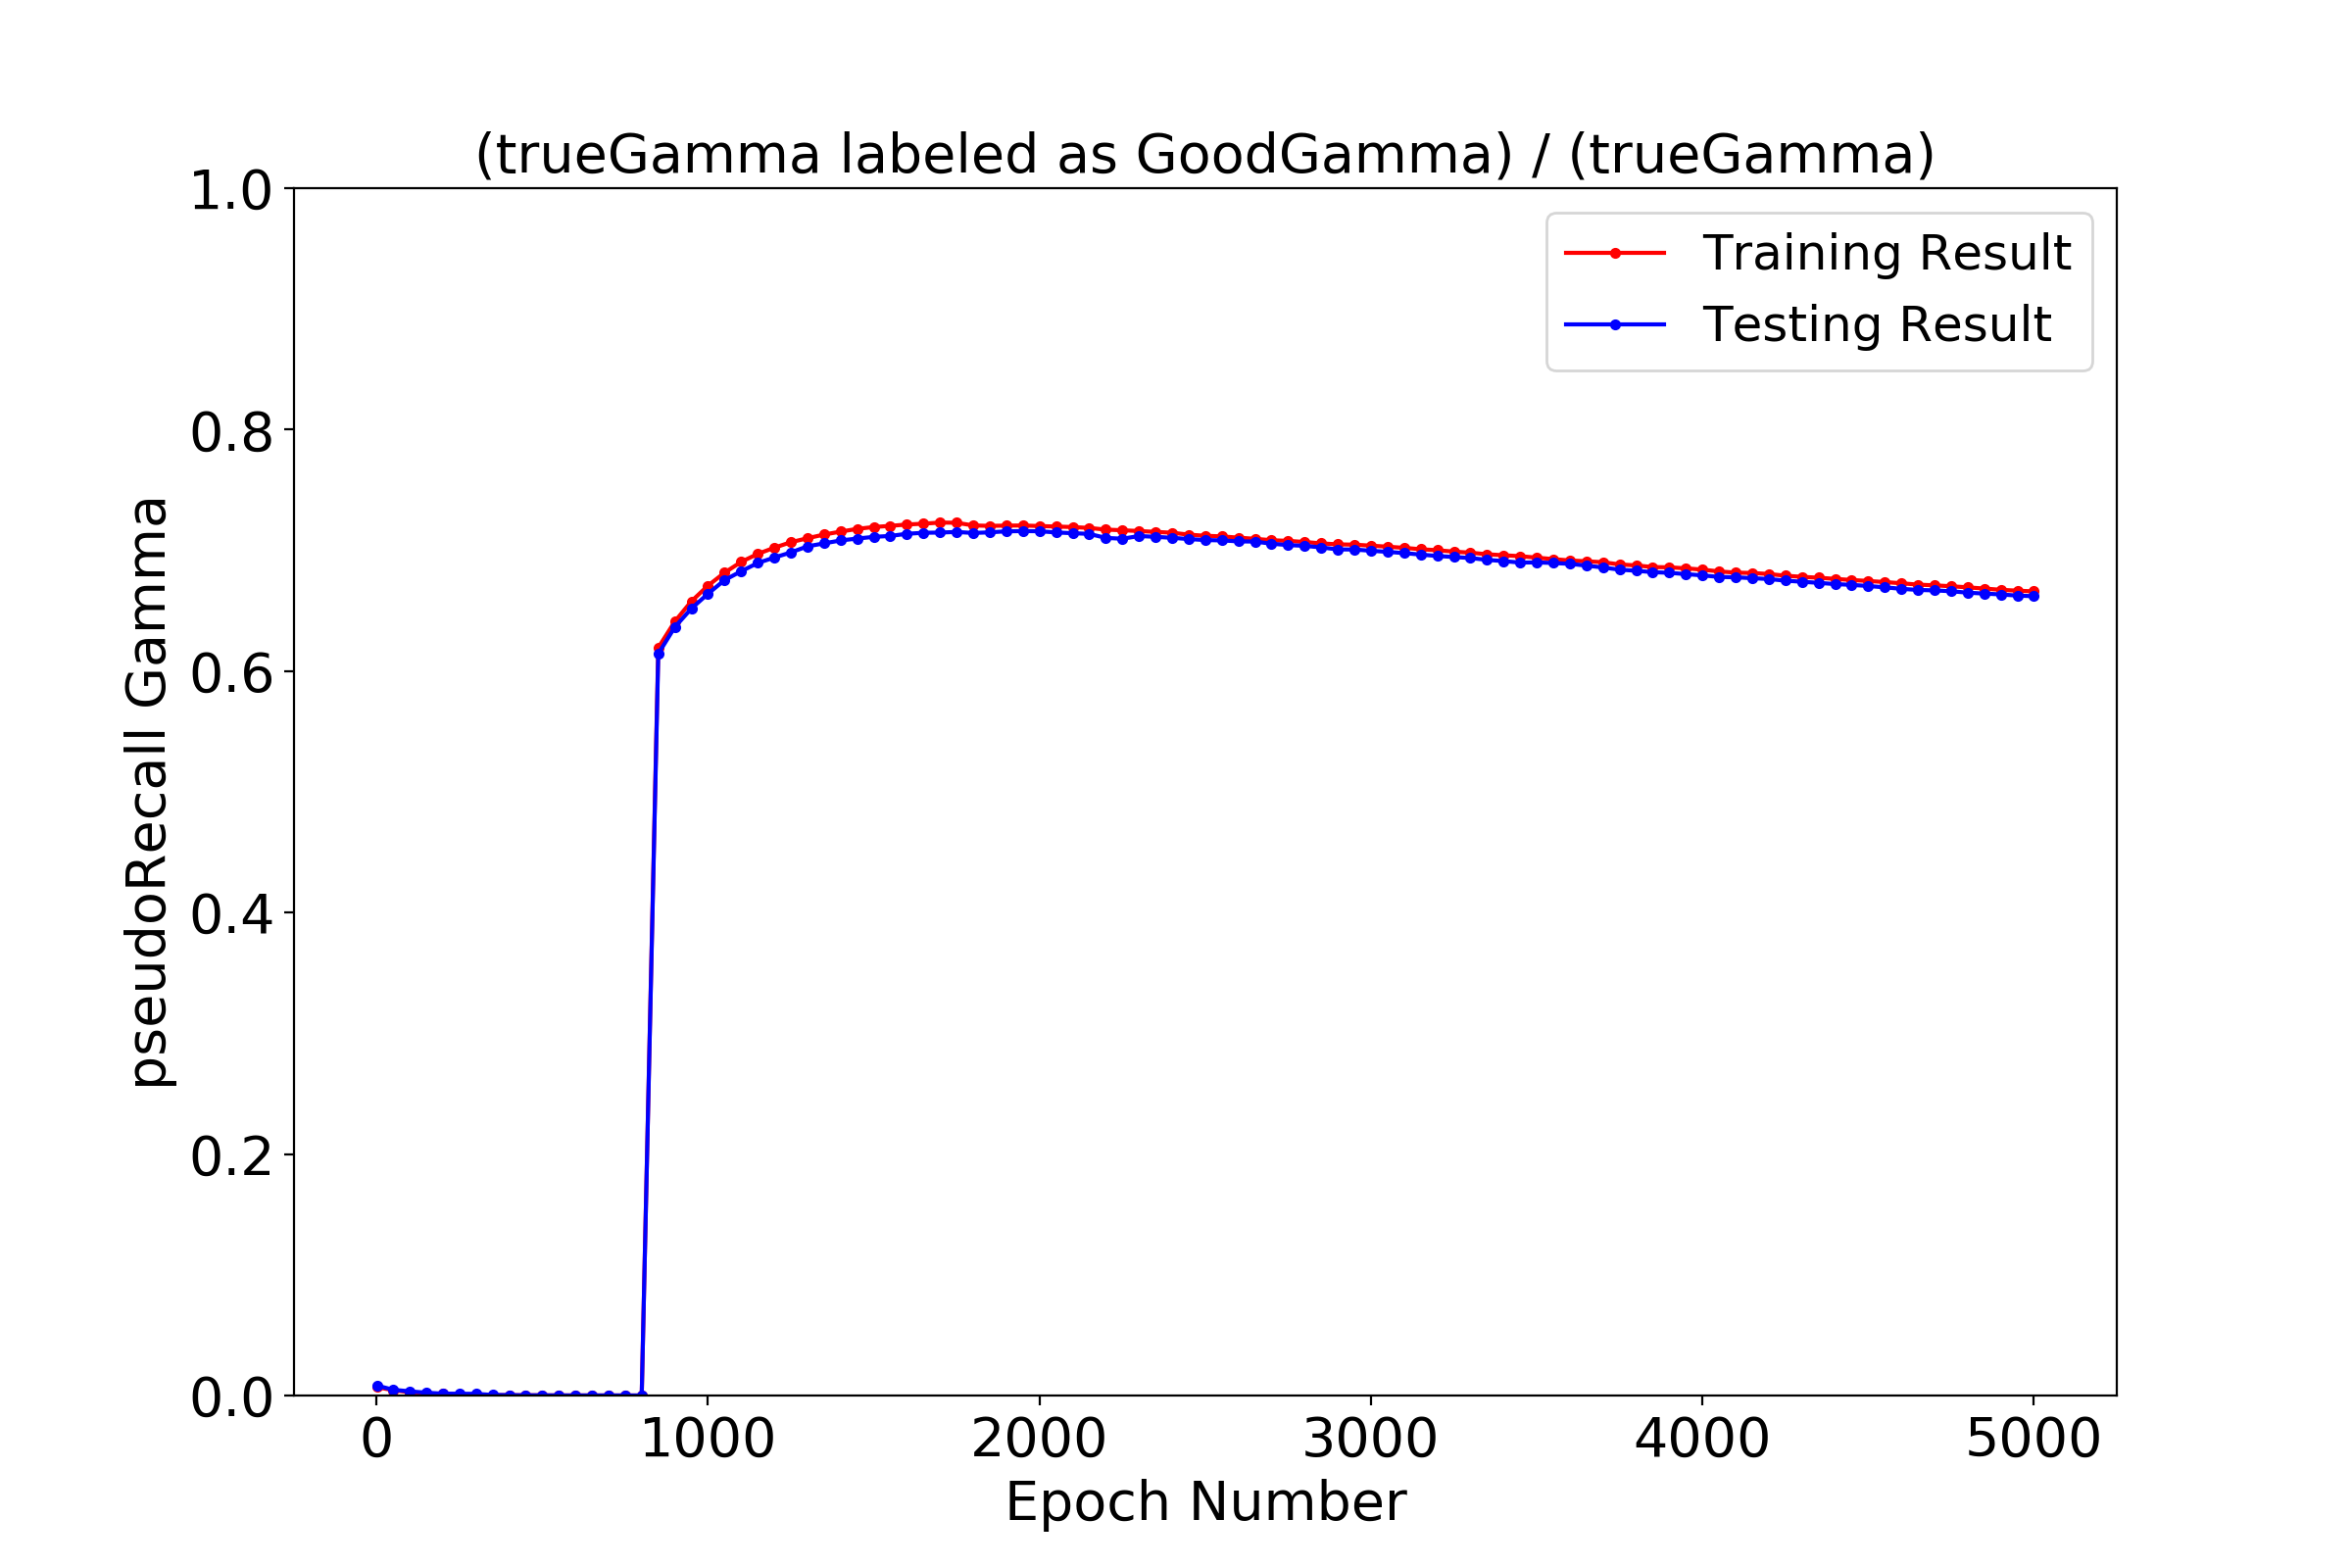 (trueGamma labeled as GoodGamma) / (trueGamma)
1.0
0.8
0.6
0.4
0.2
0.0
pseudoRecall Gamma
Training Result
Testing Result
0 1000 2000 3000 4000 5000
Epoch Number